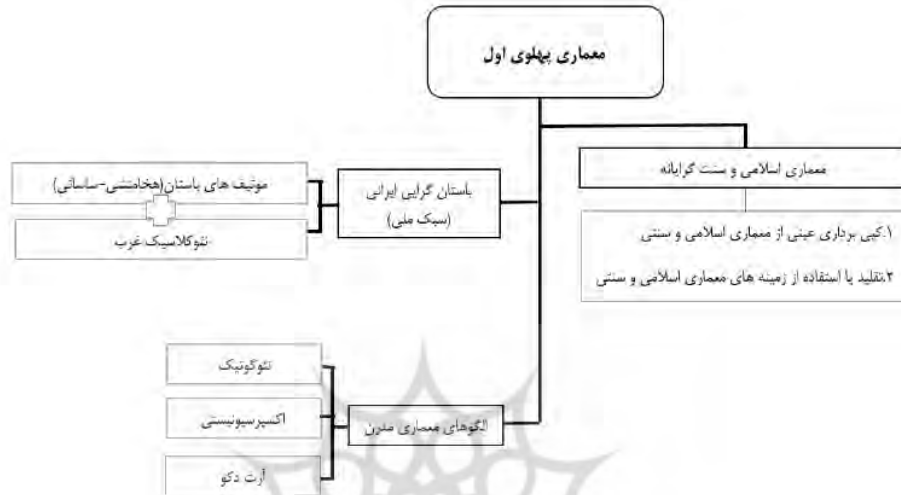 معماری پهلوی اول
معماری اسلامی و سنت گرایانه
۱.کپی برداری عینی از معماری اسلامی و سنتی
۲.تقلید یا استفاده از زمینه های معماری اسلامی و سنتی
باستان گرایی ایرانی
(سبک ملی)
موتیف های باستان(هخامنشی-ساسانی)
نئوکلاسیک غرب
الگوهای معماری مدرن
نئوگوتیک
اکسپرسیونیستی
آرت دکو